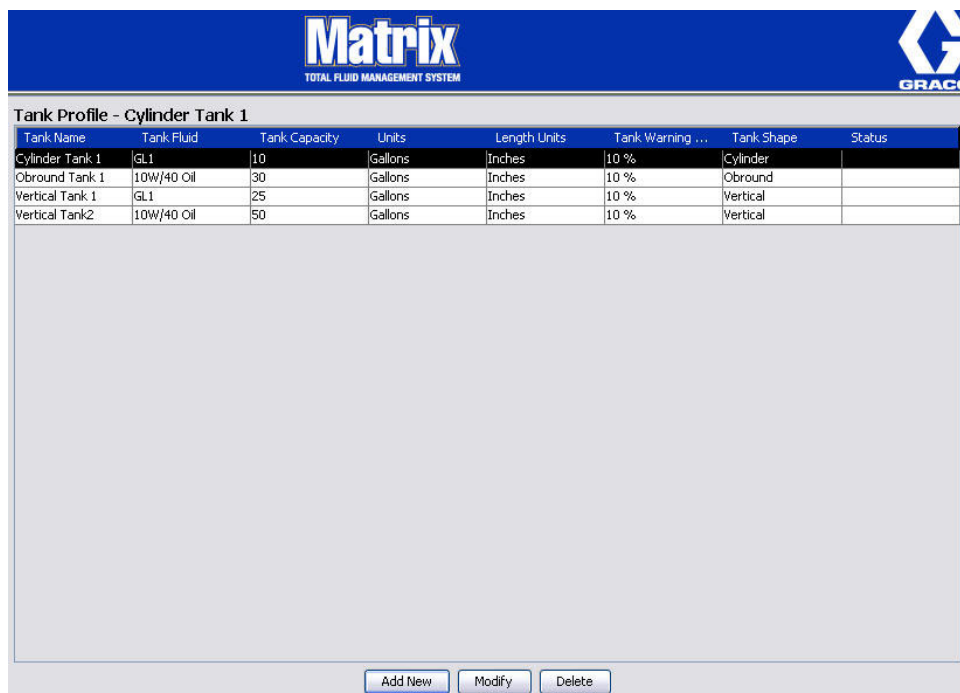 Matrix
TOTAL FLUID MANAGEMENT SYSTEM
GRACO
Tank Profile - Cylinder Tank 1
Tank Name Tank Fluid Tank Capacity Units Length Units Tank Warning ... Tank Shape Status
Cylinder Tank 1 GL1 10 Gallons Inches 10 % Cylinder
Obround Tank 1 10W/40 Oil 30 Gallons Inches 10 % Obround
Vertical Tank 1 GL1 25 Gallons Inches 10 % Vertical
Vertical Tank2 10W/40 Oil 50 Gallons Inches 10 % Vertical
Add New Modify Delete